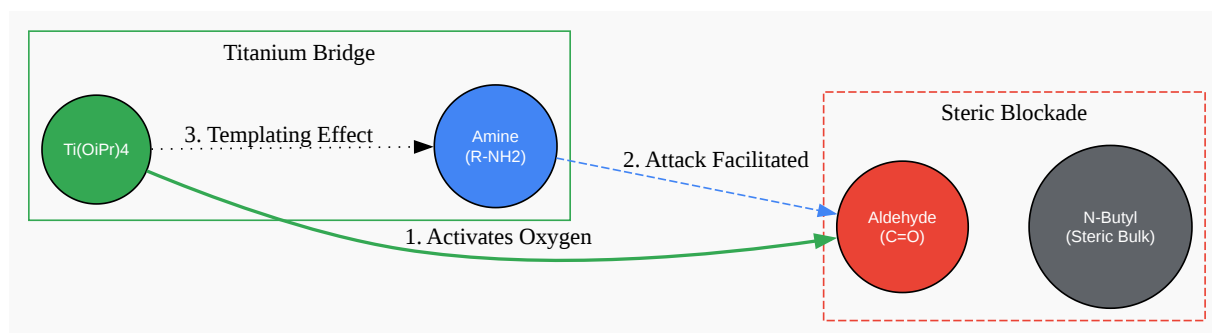 Titanium Bridge
Ti(OiPr)4
3. Templating Effect
Amine
(R-NH2)
2. Attack Facilitated
1. Activates Oxygen
Steric Blockade
Aldehyde
(C=O)
N-Butyl
(Steric Bulk)